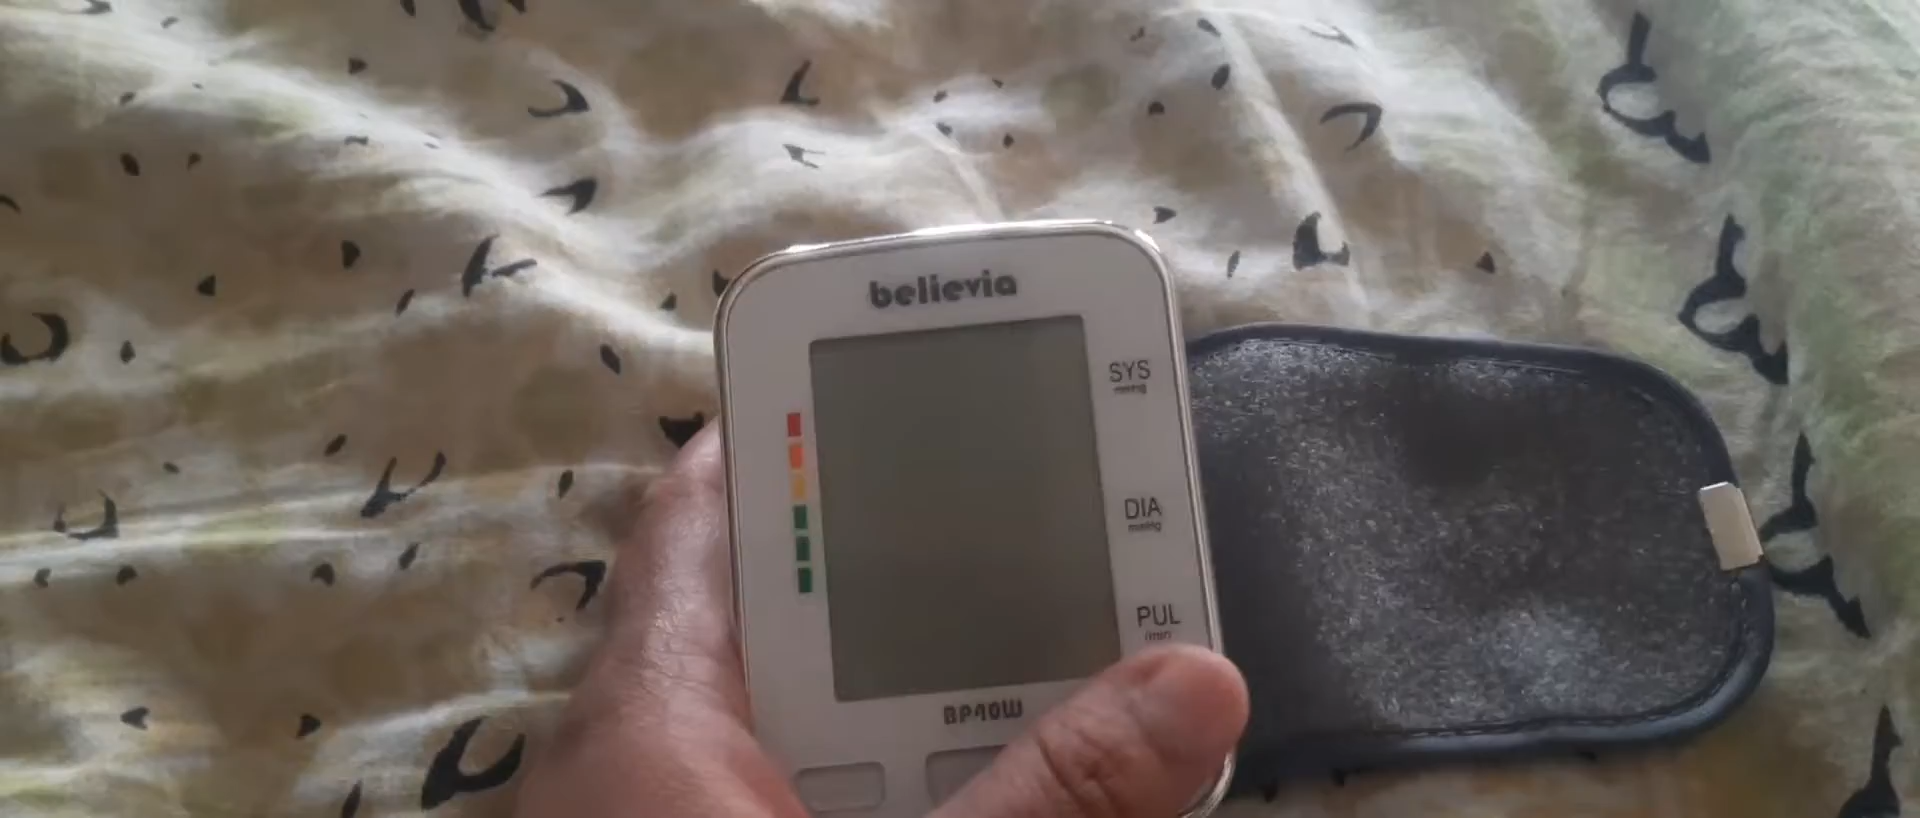 believia
SYS
mmHg
DIA
mmHg
PUL
/min
BP10W